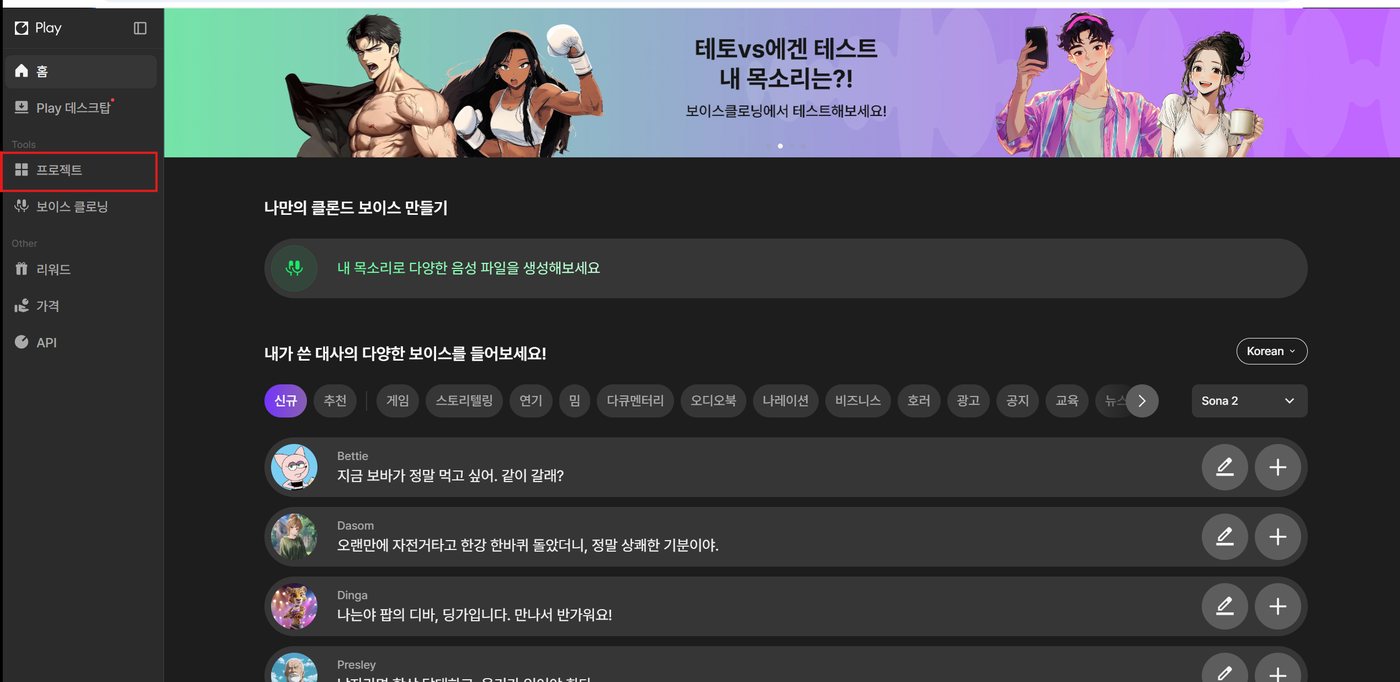 Play
홈
Play 데스크탑
Tools
프로젝트
보이스 클로닝
Other
리워드
가격
API
테토vs에겐 테스트
내 목소리는?!
보이스클로닝에서 테스트해보세요!
나만의 클론드 보이스 만들기
내 목소리로 다양한 음성 파일을 생성해보세요
내가 쓴 대사의 다양한 보이스를 들어보세요!
Korean
신규 추천 게임 스토리텔링 연기 밈 다큐멘터리 오디오북 나레이션 비즈니스 호러 광고 공지 교육 뉴스
Sona 2
Bettie
지금 보바가 정말 먹고 싶어. 같이 갈래?
Dasom
오랜만에 자전거타고 한강 한바퀴 돌았더니, 정말 상쾌한 기분이야.
Dinga
나는야 팝의 디바, 딩가입니다. 만나서 반가워요!
Presley